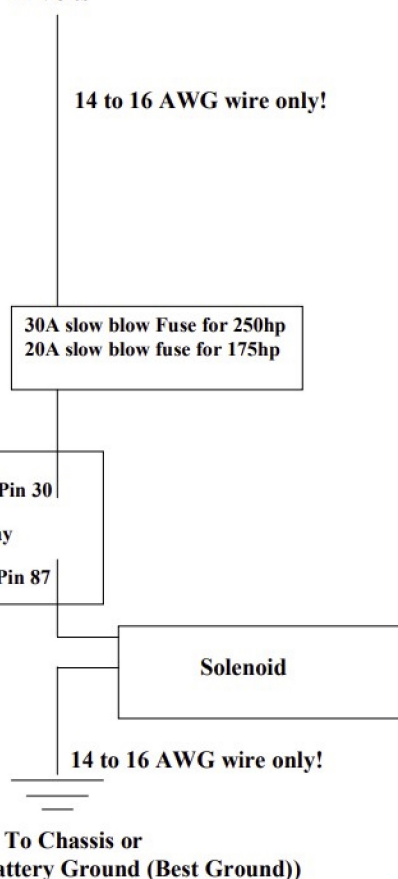 14 to 16 AWG wire only!
30A slow blow Fuse for 250hp
20A slow blow fuse for 175hp
Pin 30
Pin 87
Solenoid
14 to 16 AWG wire only!
To Chassis or
Ground (Best Ground))